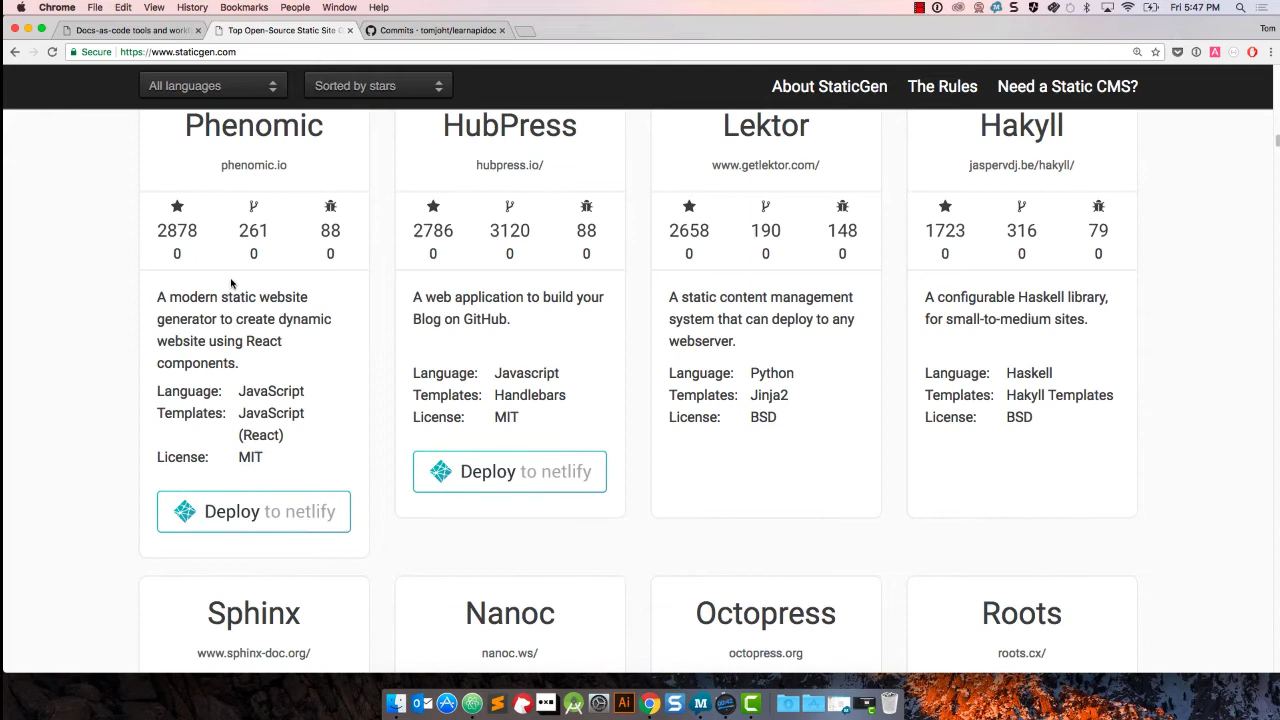 Chrome File Edit View History Bookmarks People Window Help Fri 5:47 PM
Docs-as-code tools and work Top Open-Source Static Site G Commits · tomjoht/learnapidoc Tom
Secure https://www.staticgen.com
All languages Sorted by stars About StaticGen The Rules Need a Static CMS?
Phenomic
phenomic.io
2878 261 88
0 0 0
A modern static website
generator to create dynamic
website using React
components.
Language: JavaScript
Templates: JavaScript
(React)
License: MIT
Deploy to netlify
HubPress
hubpress.io/
2786 3120 88
0 0 0
A web application to build your
Blog on GitHub.
Language: Javascript
Templates: Handlebars
License: MIT
Deploy to netlify
Lektor
www.getlektor.com/
2658 190 148
0 0 0
A static content management
system that can deploy to any
webserver.
Language: Python
Templates: Jinja2
License: BSD
Hakyll
jaspervdj.be/hakyll/
1723 316 79
0 0 0
A configurable Haskell library,
for small-to-medium sites.
Language: Haskell
Templates: Hakyll Templates
License: BSD
Sphinx
www.sphinx-doc.org/
Nanoc
nanoc.ws/
Octopress
octopress.org
Roots
roots.cx/
Ai